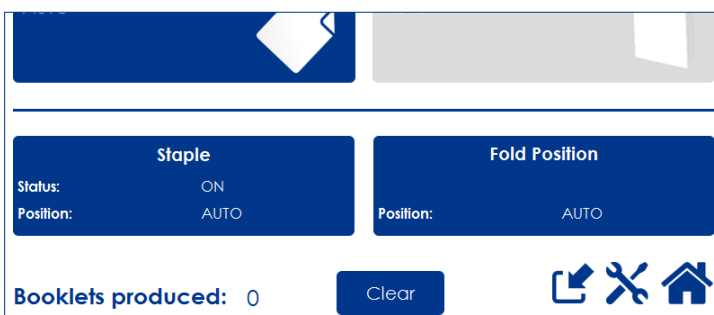 Staple
Status: ON
Position: AUTO
Fold Position
Position: AUTO
Booklets produced: 0
Clear